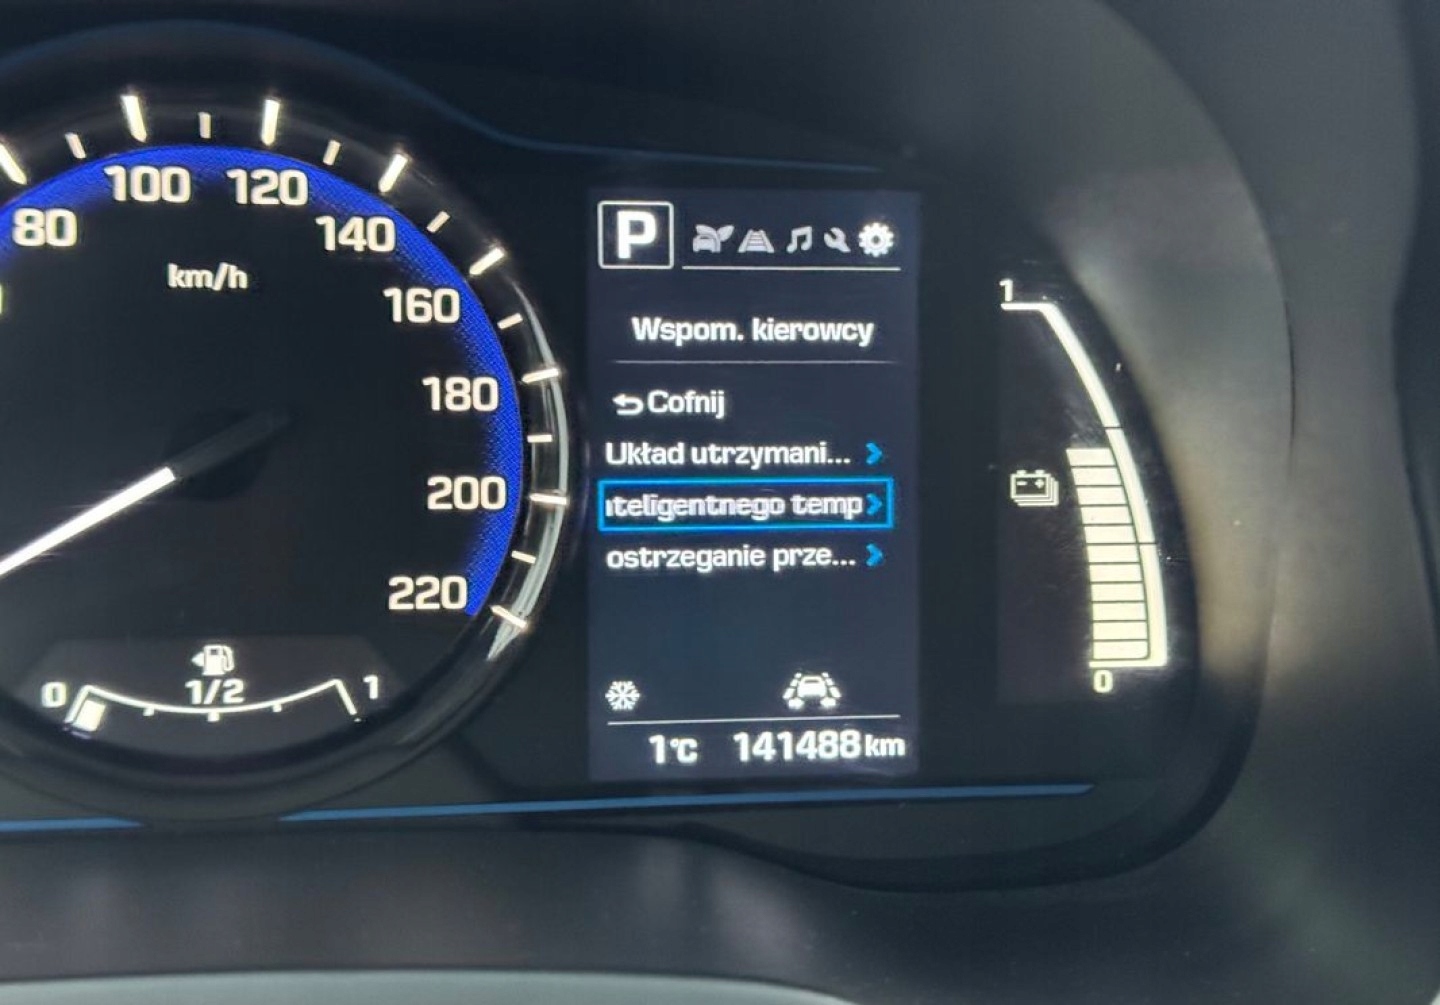 80
100
120
140
160
180
200
220
km/h
0
1/2
1
P
Wspom. kierowcy
Cofnij
Układ utrzymani...
nteligentnego temp
ostrzeganie prze...
1°C
141488 km
1
0